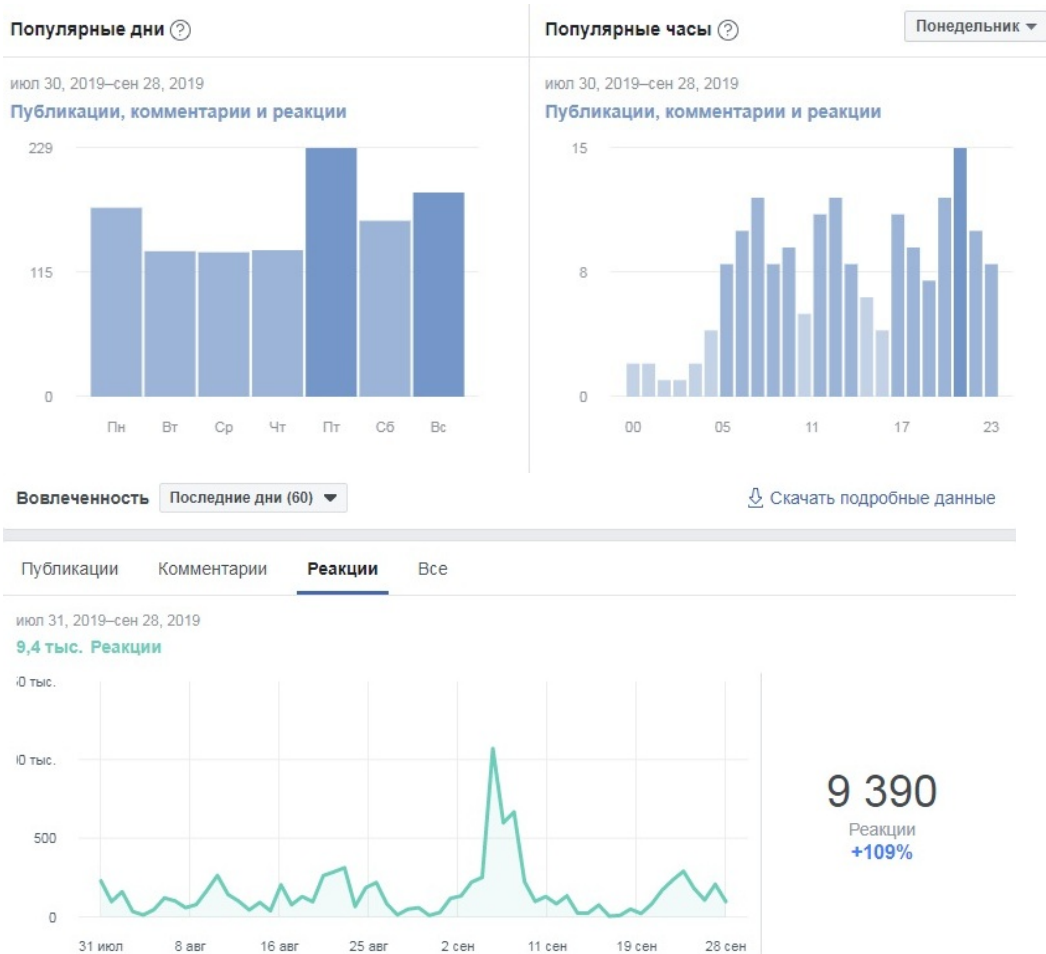 Популярные дни ?
июл 30, 2019–сен 28, 2019
Публикации, комментарии и реакции
229
115
0
Пн Вт Ср Чт Пт Сб Вс
Популярные часы ?
Понедельник
июл 30, 2019–сен 28, 2019
Публикации, комментарии и реакции
15
8
0
00 05 11 17 23
Вовлеченность
Последние дни (60)
Скачать подробные данные
Публикации Комментарии Реакции Все
июл 31, 2019–сен 28, 2019
9,4 тыс. Реакции
0 тыс.
0 тыс.
500
0
31 июл 8 авг 16 авг 25 авг 2 сен 11 сен 19 сен 28 сен
9 390
Реакции
+109%